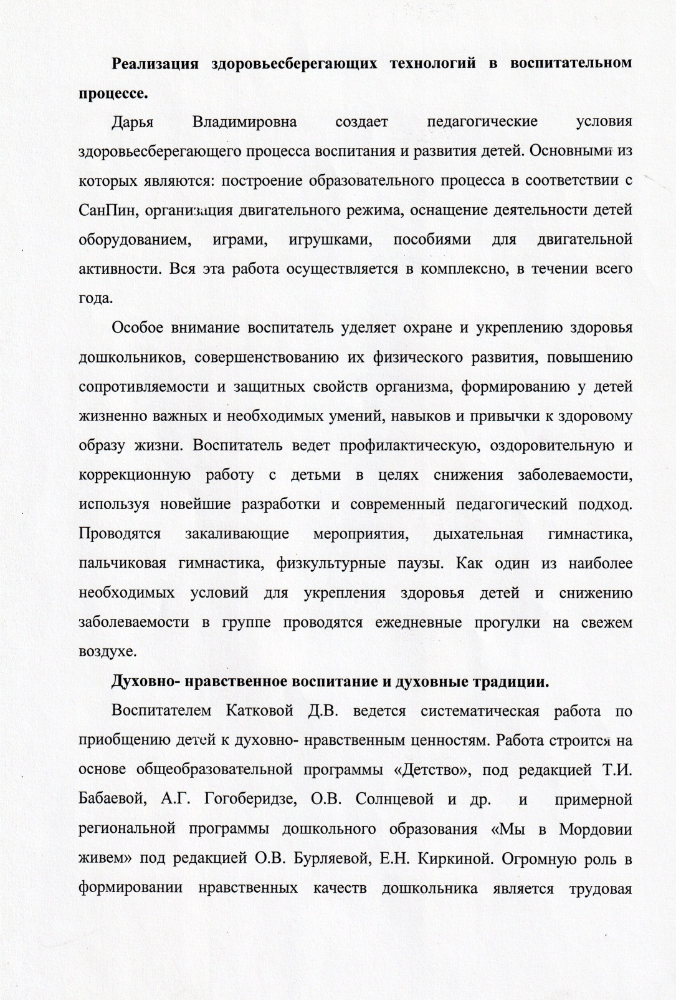 Реализация здоровьесберегающих технологий в воспитательном
процессе.
Дарья Владимировна создает педагогические условия
здоровьесберегающего процесса воспитания и развития детей. Основными из
которых являются: построение образовательного процесса в соответствии с
СанПин, организация двигательного режима, оснащение деятельности детей
оборудованием, играми, игрушками, пособиями для двигательной
активности. Вся эта работа осуществляется в комплексно, в течении всего
года.
Особое внимание воспитатель уделяет охране и укреплению здоровья
дошкольников, совершенствованию их физического развития, повышению
сопротивляемости и защитных свойств организма, формированию у детей
жизненно важных и необходимых умений, навыков и привычки к здоровому
образу жизни. Воспитатель ведет профилактическую, оздоровительную и
коррекционную работу с детьми в целях снижения заболеваемости,
используя новейшие разработки и современный педагогический подход.
Проводятся закаливающие мероприятия, дыхательная гимнастика,
пальчиковая гимнастика, физкультурные паузы. Как один из наиболее
необходимых условий для укрепления здоровья детей и снижению
заболеваемости в группе проводятся ежедневные прогулки на свежем
воздухе.
Духовно- нравственное воспитание и духовные традиции.
Воспитателем Катковой Д.В. ведется систематическая работа по
приобщению детей к духовно- нравственным ценностям. Работа строится на
основе общеобразовательной программы «Детство», под редакцией Т.И.
Бабаевой, А.Г. Гогоберидзе, О.В. Солнцевой и др. и примерной
региональной программы дошкольного образования «Мы в Мордовии
живем» под редакцией О.В. Бурляевой, Е.Н. Киркиной. Огромную роль в
формировании нравственных качеств дошкольника является трудовая